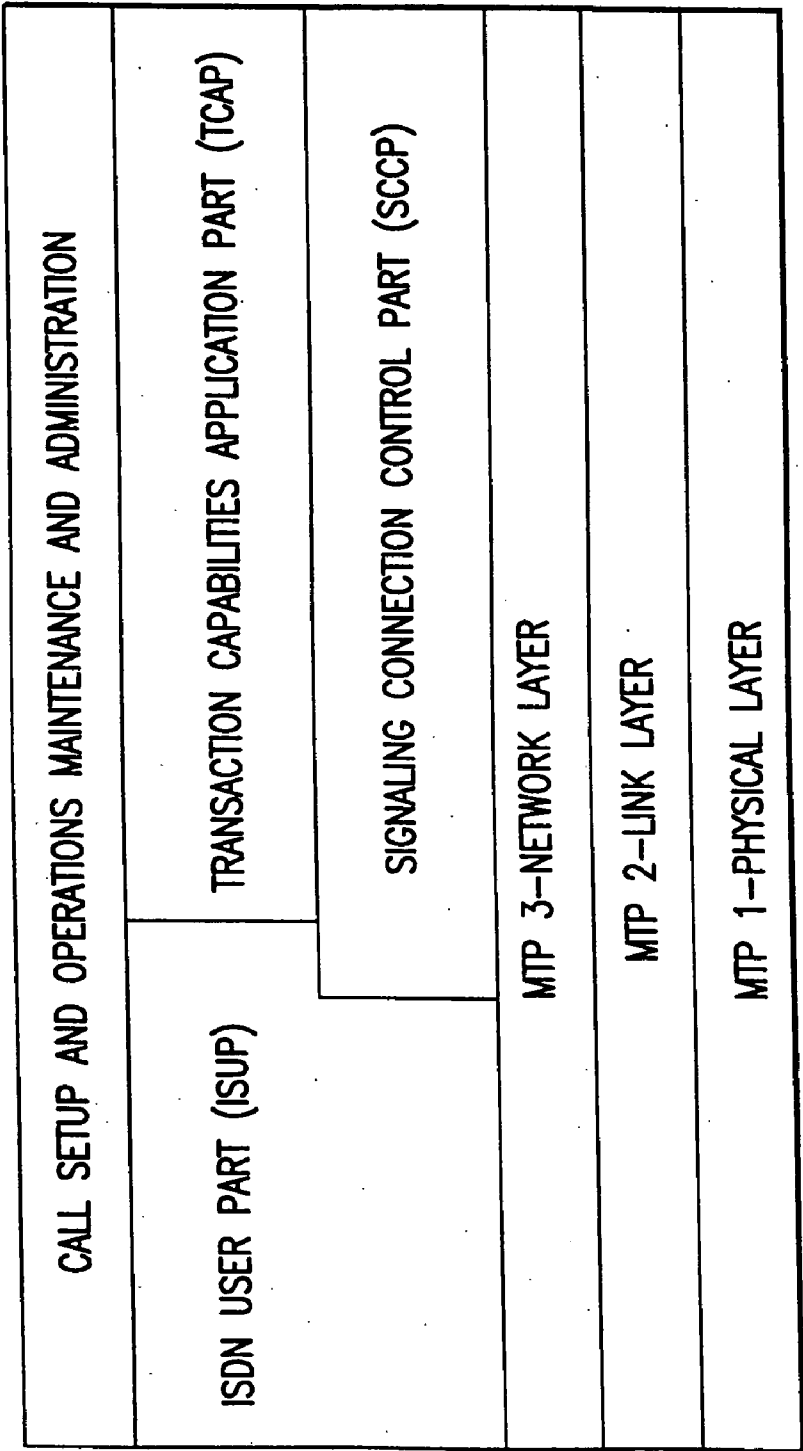 CALL SETUP AND OPERATIONS MAINTENANCE AND ADMINISTRATION
ISDN USER PART (ISUP)
TRANSACTION CAPABILITIES APPLICATION PART (TCAP)
SIGNALING CONNECTION CONTROL PART (SCCP)
MTP 3-NETWORK LAYER
MTP 2-LINK LAYER
MTP 1-PHYSICAL LAYER